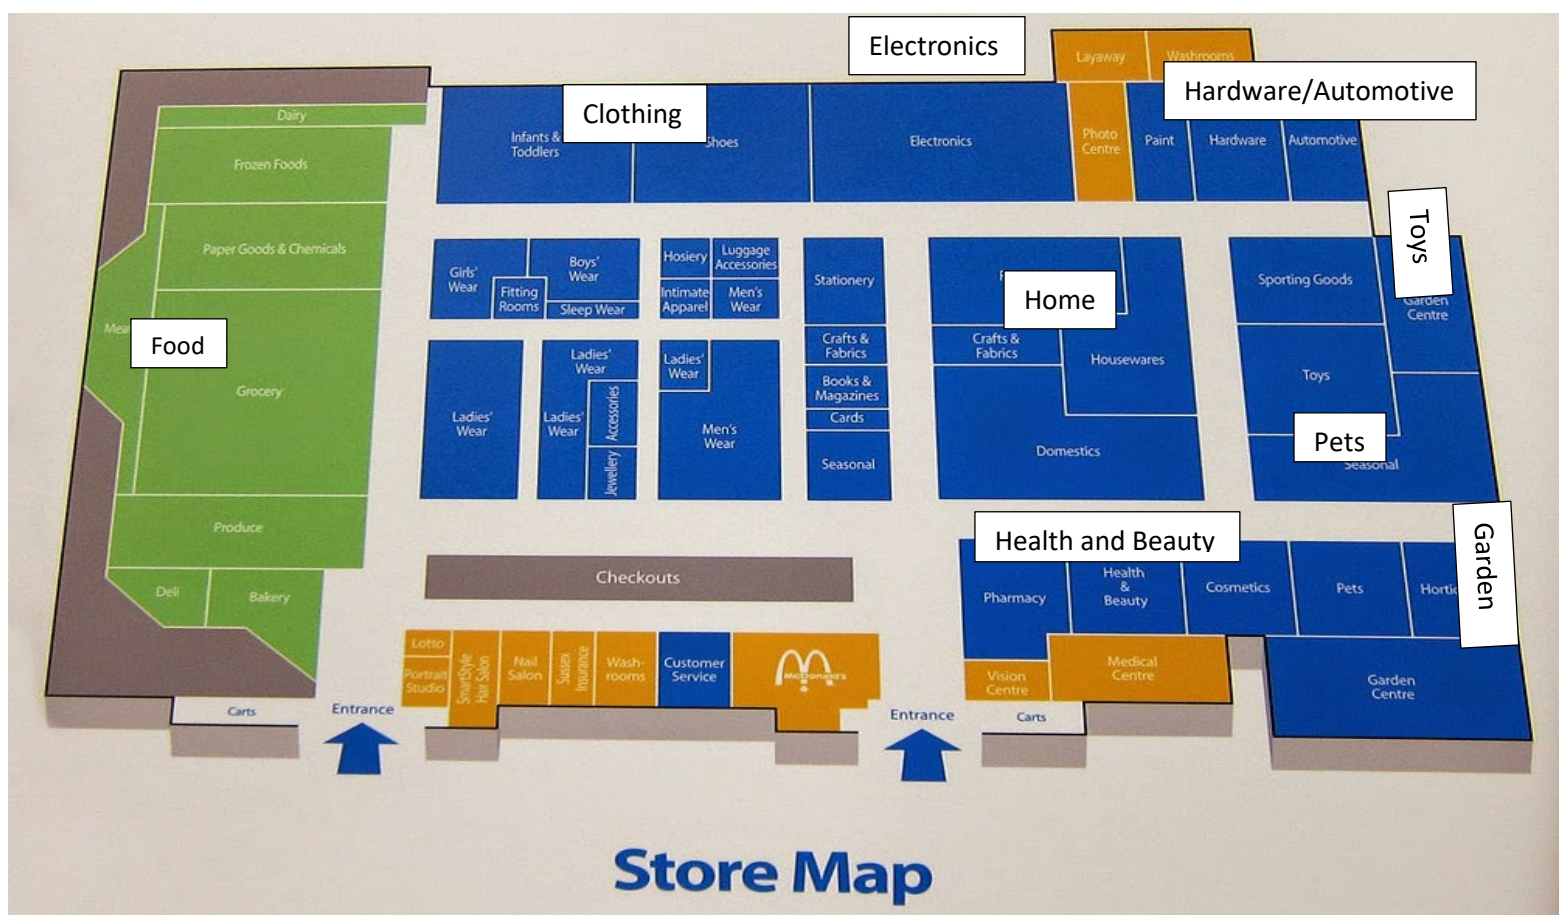 Electronics
Layaway
Washrooms
Hardware/Automotive
Clothing
Dairy
Infants &
Toddlers
Shoes
Electronics
Photo
Centre
Paint
Hardware
Automotive
Frozen Foods
Toys
Paper Goods & Chemicals
Girls'
Wear
Boys'
Wear
Fitting
Rooms
Sleep Wear
Hosiery
Luggage
Accessories
Intimate
Apparel
Men's
Wear
Stationery
Home
Sporting Goods
Garden
Centre
Food
Grocery
Ladies'
Wear
Ladies'
Wear
Ladies'
Wear
Accessories
Jewellery
Ladies'
Wear
Men's
Wear
Crafts &
Fabrics
Books &
Magazines
Cards
Seasonal
Crafts &
Fabrics
Housewares
Domestics
Toys
Pets
Seasonal
Produce
Deli
Bakery
Checkouts
Health and Beauty
Pharmacy
Health
&
Beauty
Cosmetics
Pets
Garden
Lotto
Portrait
Studio
SmartStyle
Hair Salon
Nail
Salon
Sussex
Insurance
Wash-
rooms
Customer
Service
McDonald's
Vision
Centre
Medical
Centre
Garden
Centre
Carts
Entrance
Entrance
Carts
Store Map